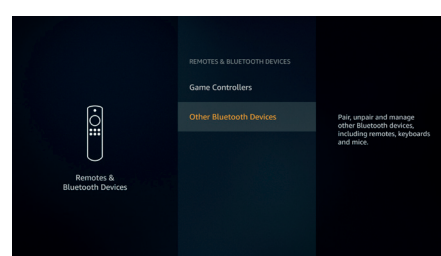 REMOTES & BLUETOOTH DEVICES
Game Controllers
Other Bluetooth Devices
Remotes &
Bluetooth Devices
Pair, unpair and manage
other Bluetooth devices,
including remotes, keyboards
and mice.